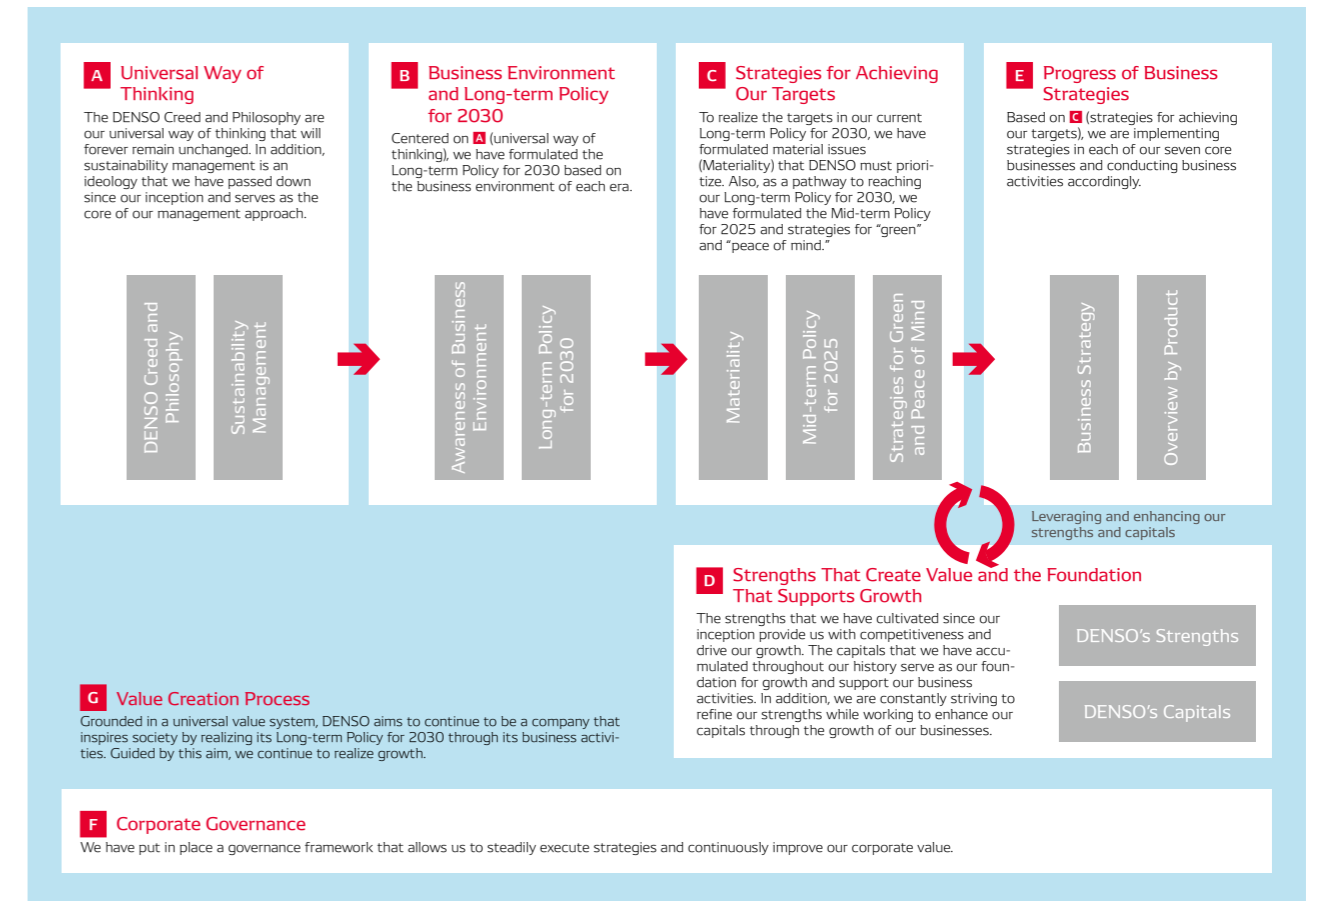 A Universal Way of
Thinking
The DENSO Creed and Philosophy are
our universal way of thinking that will
forever remain unchanged. In addition,
sustainability management is an
ideology that we have passed down
since our inception and serves as the
core of our management approach.
DENSO Creed and
Philosophy
Sustainability
Management
B Business Environment
and Long-term Policy
for 2030
Centered on A (universal way of
thinking), we have formulated the
Long-term Policy for 2030 based on
the business environment of each era.
Awareness of Business
Environment
Long-term Policy
for 2030
C Strategies for Achieving
Our Targets
To realize the targets in our current
Long-term Policy for 2030, we have
formulated material issues
(Materiality) that DENSO must priori-
tize. Also, as a pathway to reaching
our Long-term Policy for 2030, we
have formulated the Mid-term Policy
for 2025 and strategies for “green”
and “peace of mind.”
Materiality
Mid-term Policy
for 2025
Strategies for Green
and Peace of Mind
E Progress of Business
Strategies
Based on C (strategies for achieving
our targets), we are implementing
strategies in each of our seven core
businesses and conducting business
activities accordingly.
Business Strategy
Overview by Product
Leveraging and enhancing our
strengths and capitals
D Strengths That Create Value and the Foundation
That Supports Growth
The strengths that we have cultivated since our
inception provide us with competitiveness and
drive our growth. The capitals that we have accu-
mulated throughout our history serve as our foun-
dation for growth and support our business
activities. In addition, we are constantly striving to
refine our strengths while working to enhance our
capitals through the growth of our businesses.
DENSO’s Strengths
DENSO’s Capitals
G Value Creation Process
Grounded in a universal value system, DENSO aims to continue to be a company that
inspires society by realizing its Long-term Policy for 2030 through its business activi-
ties. Guided by this aim, we continue to realize growth.
F Corporate Governance
We have put in place a governance framework that allows us to steadily execute strategies and continuously improve our corporate value.